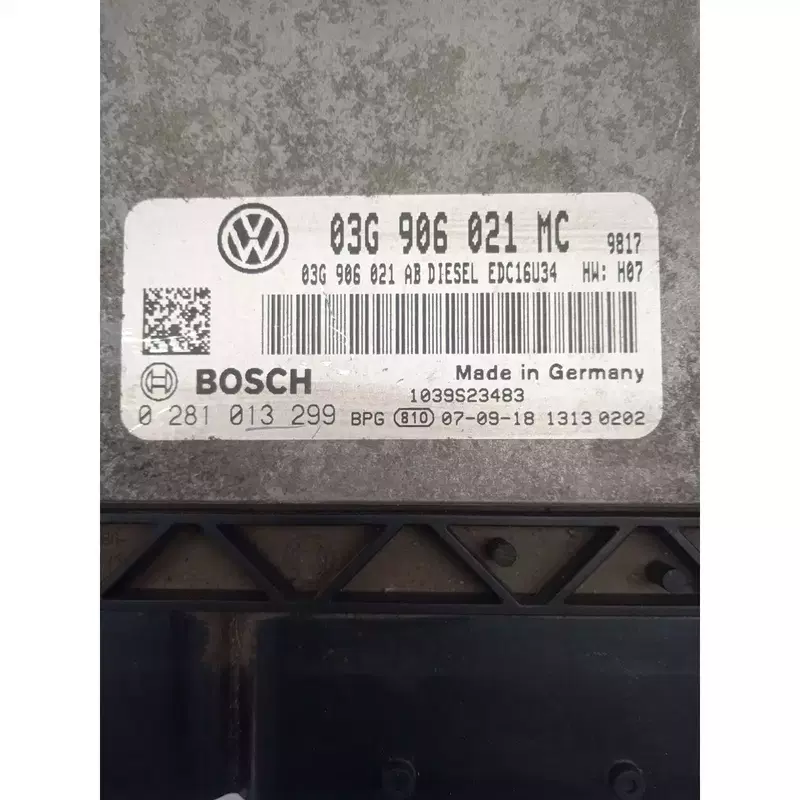 03G 906 021 MC 9817
03G 906 021 AB DIESEL EDC16U34 HW: H07
Made in Germany
BOSCH 1039S23483
0 281 013 299 BPG 810 07-09-18 1313 0202